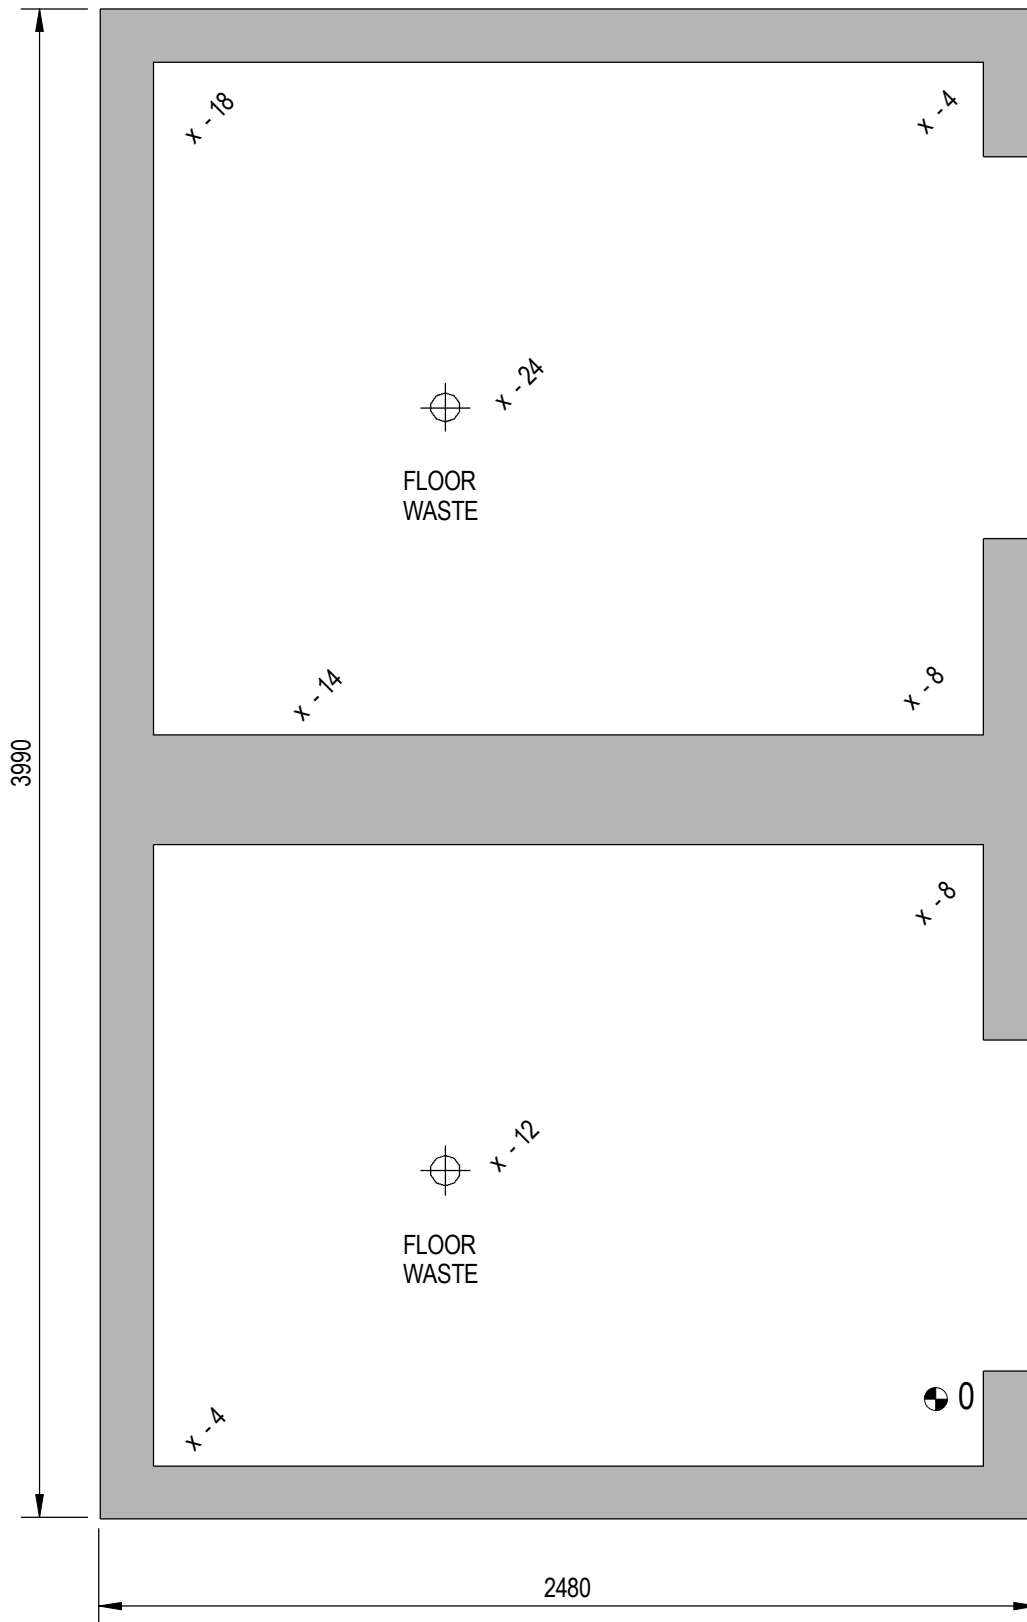 x - 18
x - 4
x - 24
FLOOR
WASTE
x - 14
x - 8
3990
x - 8
x - 12
FLOOR
WASTE
0
x - 4
2480